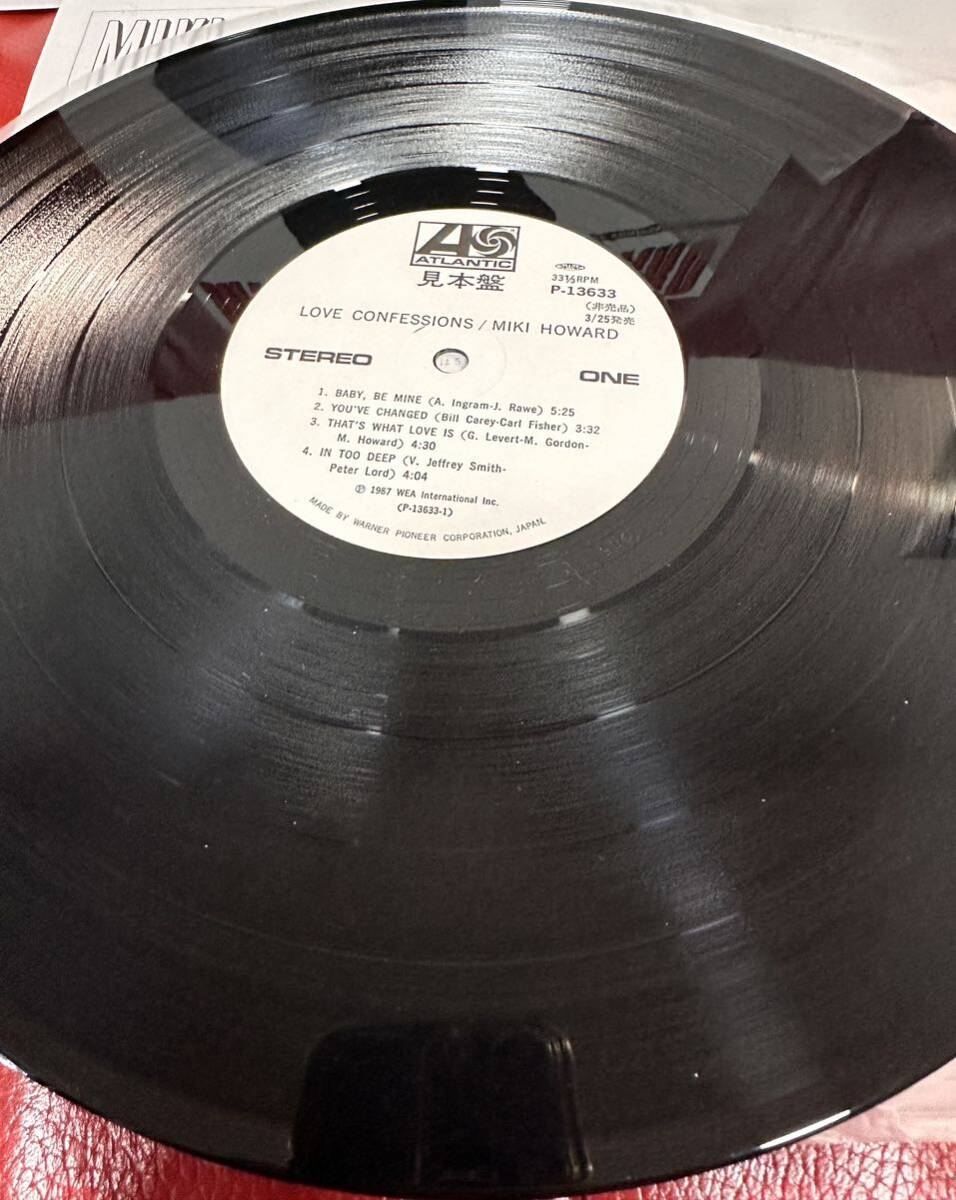 MIKI
ATLANTIC
見本盤
33⅓RPM
P-13633
(非売品)
3/25発売
LOVE CONFESSIONS / MIKI HOWARD
STEREO
ONE
1. BABY, BE MINE (A. Ingram-J. Rawe) 5:25
2. YOU'VE CHANGED (Bill Carey-Carl Fisher) 3:32
3. THAT'S WHAT LOVE IS (G. Levert-M. Gordon-
M. Howard) 4:30
4. IN TOO DEEP (V. Jeffrey Smith-
Peter Lord) 4:04
Ⓟ 1987 WEA International Inc.
(P-13633-1)
MADE BY WARNER PIONEER CORPORATION, JAPAN.